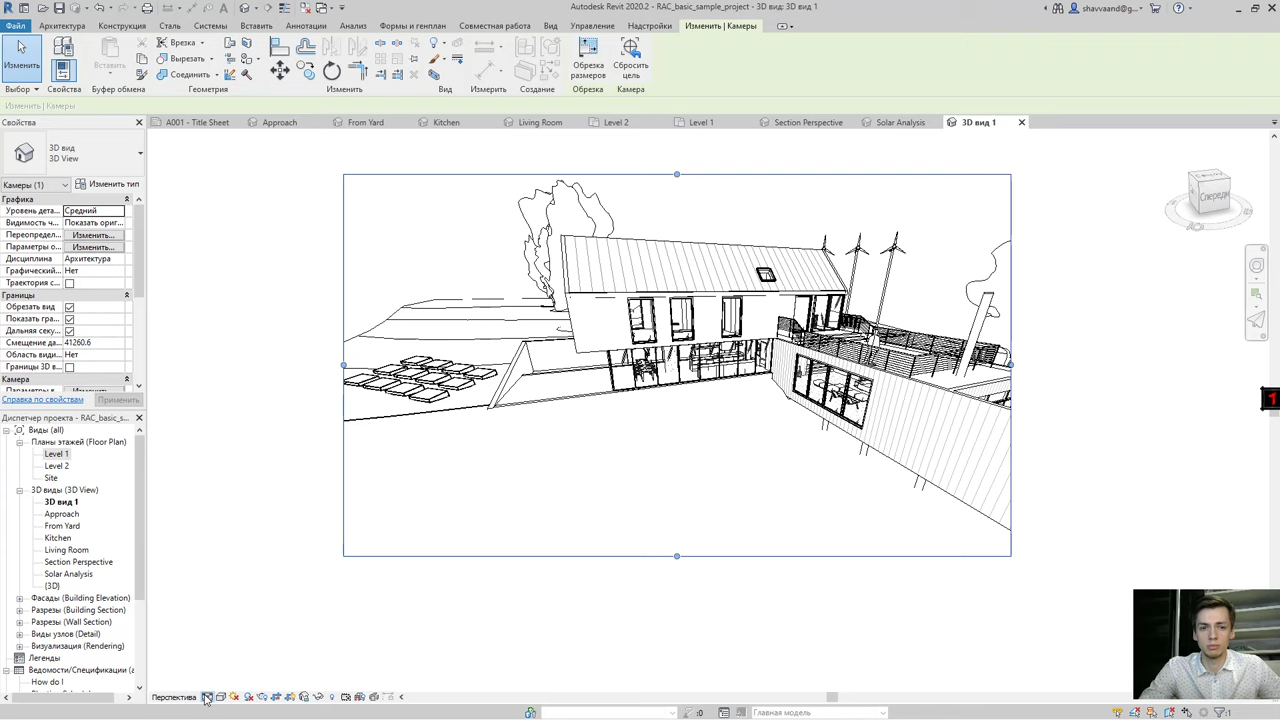 Autodesk Revit 2020.2 - RAC_basic_sample_project - 3D вид: 3D вид 1
shavvaand@g...
Файл Архитектура Конструкция Сталь Системы Вставить Аннотации Анализ Формы и генплан Совместная работа Вид Управление Надстройки Изменить | Камеры
Врезка
Вырезать
Соединить
Изменить
Вставить
Обрезка размеров
Сбросить цель
Выбор Свойства Буфер обмена Геометрия Изменить Вид Измерить Создание Обрезка Камера
Изменить | Камеры
Свойства
A001 - Title Sheet Approach From Yard Kitchen Living Room Level 2 Level 1 Section Perspective Solar Analysis 3D вид 1
3D вид
3D View
Камеры (1) Изменить тип
Графика
Уровень дета... Средний
Видимость ч... Показать ориг...
Переопредел... Изменить...
Параметры о... Изменить...
Дисциплина Архитектура
Графический... Нет
Траектория с...
Границы
Обрезать вид
Показать гра...
Дальняя секу...
Смещение да... 41260.6
Область види... Нет
Границы 3D в...
Камера
Справка по свойствам Применить
Диспетчер проекта - RAC_basic_s...
Виды (all)
Планы этажей (Floor Plan)
Level 1
Level 2
Site
3D виды (3D View)
3D вид 1
Approach
From Yard
Kitchen
Living Room
Section Perspective
Solar Analysis
{3D}
Фасады (Building Elevation)
Разрезы (Building Section)
Разрезы (Wall Section)
Виды узлов (Detail)
Визуализация (Rendering)
Легенды
Ведомости/Спецификации (а
How do I
Спереди
1
Перспектива
:0
Главная модель
:1